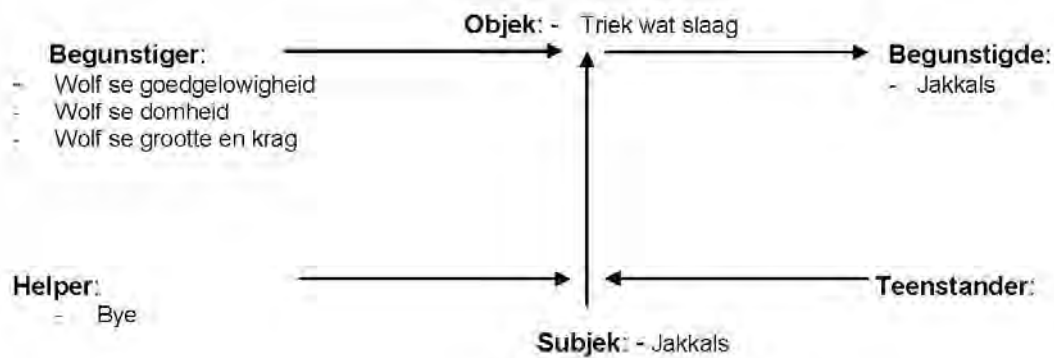 Objek: - Triek wat slaag
Begunstiger:
Begunstigde:
- Wolf se goedgelowigheid
- Jakkals
- Wolf se domheid
- Wolf se grootte en krag
Helper:
Teenstander:
- Bye
Subjek: - Jakkals